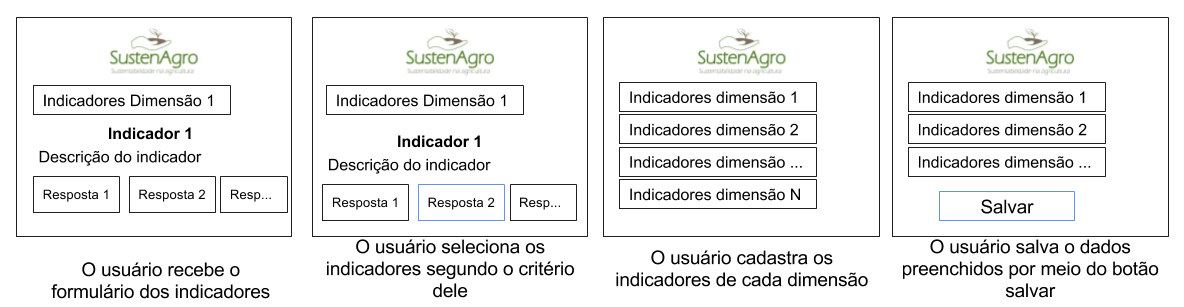 SustenAgro
Sustentabilidade na agricultura
Indicadores Dimensão 1
Indicador 1
Descrição do indicador
Resposta 1
Resposta 2
Resp...
O usuário recebe o
formulário dos indicadores
SustenAgro
Sustentabilidade na agricultura
Indicadores Dimensão 1
Indicador 1
Descrição do indicador
Resposta 1
Resposta 2
Resp...
O usuário seleciona os
indicadores segundo o critério
dele
SustenAgro
Sustentabilidade na agricultura
Indicadores dimensão 1
Indicadores dimensão 2
Indicadores dimensão ...
Indicadores dimensão N
O usuário cadastra os
indicadores de cada dimensão
SustenAgro
Sustentabilidade na agricultura
Indicadores dimensão 1
Indicadores dimensão 2
Indicadores dimensão ...
Salvar
O usuário salva o dados
preenchidos por meio do botão
salvar